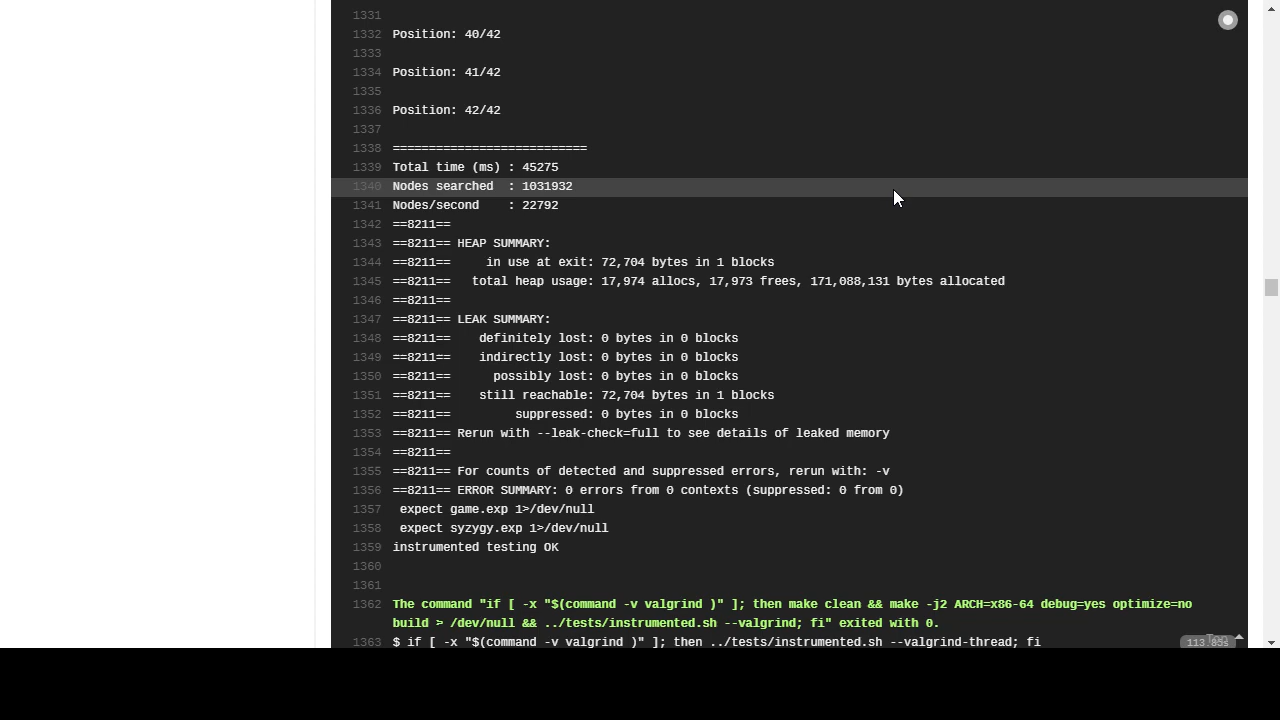 1331
1332 Position: 40/42
1333
1334 Position: 41/42
1335
1336 Position: 42/42
1337
1338 ===========================
1339 Total time (ms) : 45275
1340 Nodes searched  : 1031932
1341 Nodes/second    : 22792
1342 ==8211==
1343 ==8211== HEAP SUMMARY:
1344 ==8211==     in use at exit: 72,704 bytes in 1 blocks
1345 ==8211==   total heap usage: 17,974 allocs, 17,973 frees, 171,088,131 bytes allocated
1346 ==8211==
1347 ==8211== LEAK SUMMARY:
1348 ==8211==    definitely lost: 0 bytes in 0 blocks
1349 ==8211==    indirectly lost: 0 bytes in 0 blocks
1350 ==8211==      possibly lost: 0 bytes in 0 blocks
1351 ==8211==    still reachable: 72,704 bytes in 1 blocks
1352 ==8211==         suppressed: 0 bytes in 0 blocks
1353 ==8211== Rerun with --leak-check=full to see details of leaked memory
1354 ==8211==
1355 ==8211== For counts of detected and suppressed errors, rerun with: -v
1356 ==8211== ERROR SUMMARY: 0 errors from 0 contexts (suppressed: 0 from 0)
1357  expect game.exp 1>/dev/null
1358  expect syzygy.exp 1>/dev/null
1359 instrumented testing OK
1360
1361
1362 The command "if [ -x "$(command -v valgrind )" ]; then make clean && make -j2 ARCH=x86-64 debug=yes optimize=no
build > /dev/null && ../tests/instrumented.sh --valgrind; fi" exited with 0.
1363 $ if [ -x "$(command -v valgrind )" ]; then ../tests/instrumented.sh --valgrind-thread; fi
113.85s
Top